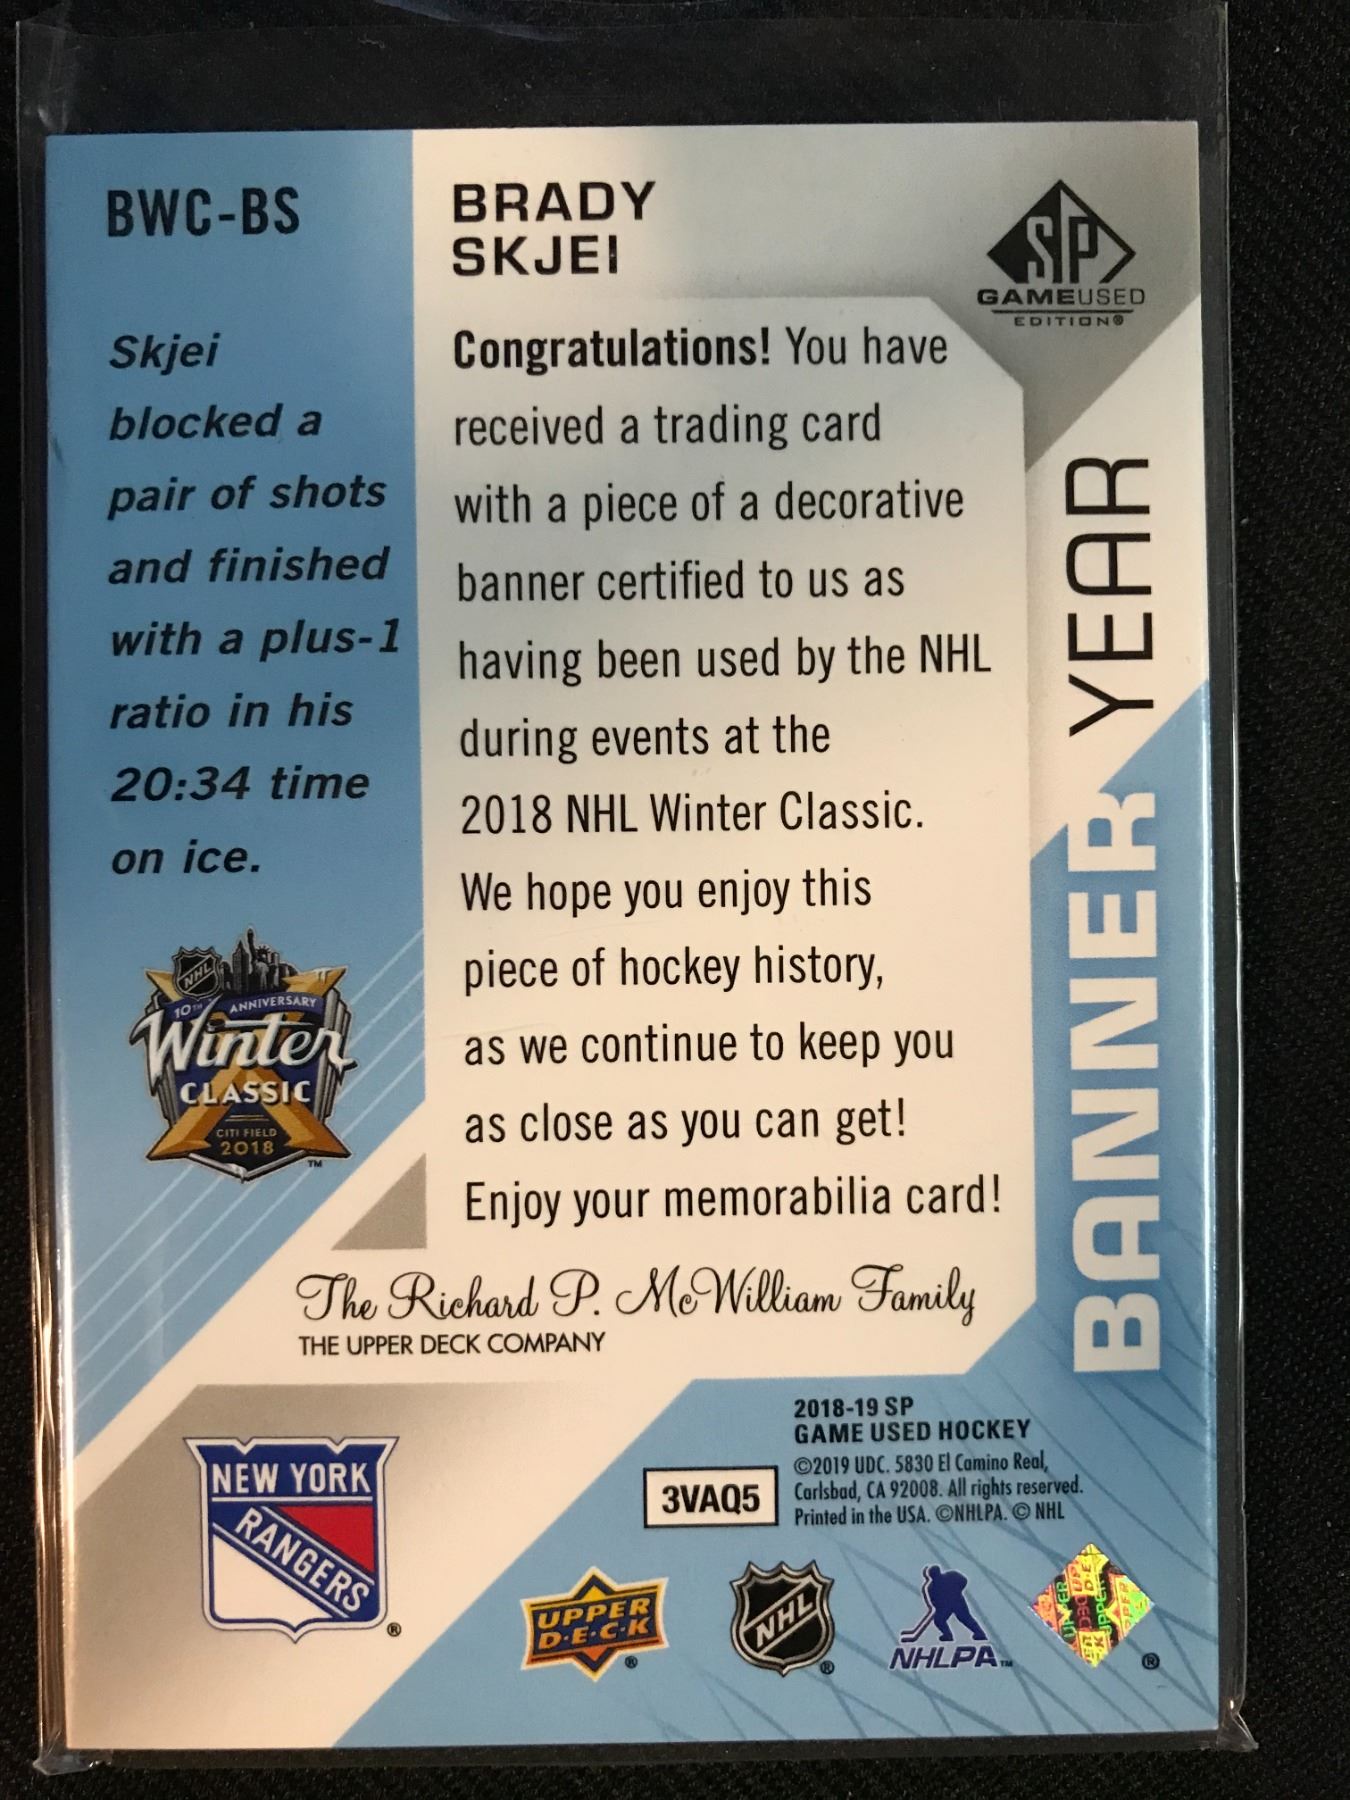 BWC-BS
BRADY
SKJEI
SP
GAMEUSED
EDITION®
Skjei
blocked a
pair of shots
and finished
with a plus-1
ratio in his
20:34 time
on ice.
Congratulations! You have
received a trading card
with a piece of a decorative
banner certified to us as
having been used by the NHL
during events at the
2018 NHL Winter Classic.
We hope you enjoy this
piece of hockey history,
as we continue to keep you
as close as you can get!
Enjoy your memorabilia card!
BANNER YEAR
NHL
10TH ANNIVERSARY
Winter
CLASSIC
CITI FIELD
2018
™
The Richard P. McWilliam Family
THE UPPER DECK COMPANY
NEW YORK
RANGERS
®
3VAQ5
2018-19 SP
GAME USED HOCKEY
©2019 UDC. 5830 El Camino Real,
Carlsbad, CA 92008. All rights reserved.
Printed in the USA. ©NHLPA. © NHL
UPPER
D·E·C·K
®
NHL
®
NHLPA™
®